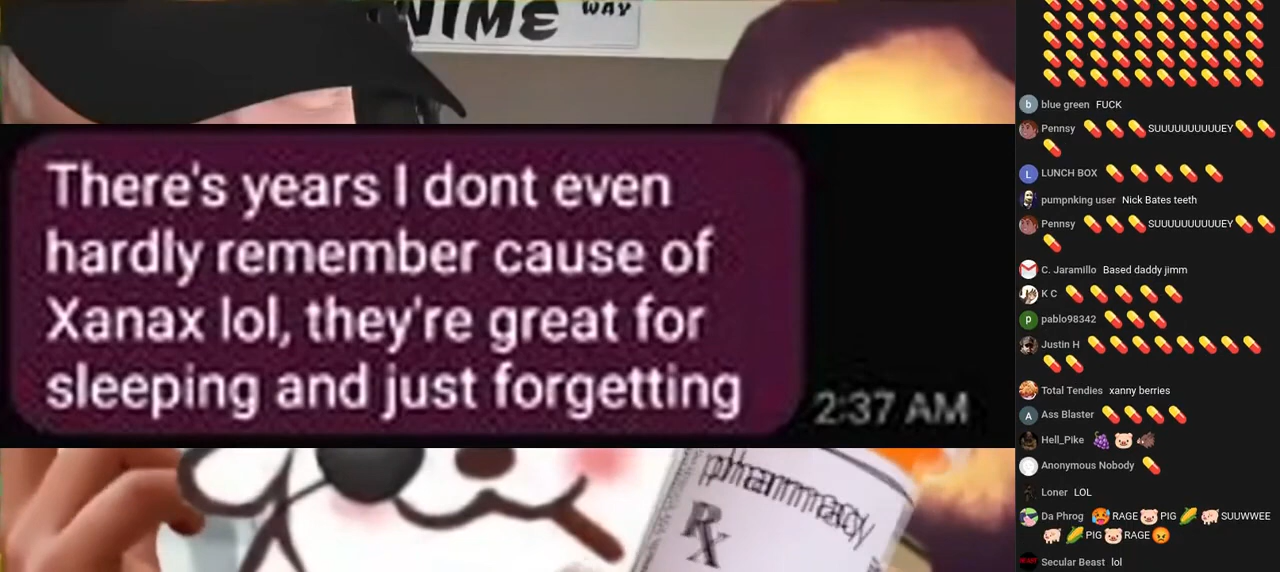 NIME WAY
There's years I dont even
hardly remember cause of
Xanax lol, they're great for
sleeping and just forgetting
2:37 AM
pharmacy
Rx
b blue green FUCK
Pennsy 💊 💊 💊 SUUUUUUUUUUEY 💊 💊
💊
L LUNCH BOX 💊 💊 💊 💊 💊
pumpnking user Nick Bates teeth
Pennsy 💊 💊 💊 SUUUUUUUUUUEY 💊 💊
💊
C. Jaramillo Based daddy jimm
K C 💊 💊 💊 💊 💊
p pablo98342 💊 💊 💊
Justin H 💊 💊 💊 💊 💊 💊 💊 💊
💊 💊
Total Tendies xanny berries
A Ass Blaster 💊 💊 💊 💊
Hell_Pike 🍇 🐷 🐗
Anonymous Nobody 💊
Loner LOL
Da Phrog 🥵 RAGE 🐷 PIG 🌽 🐖 SUUWWEE
🐖 🌽 PIG 🐷 RAGE 😡
Secular Beast lol